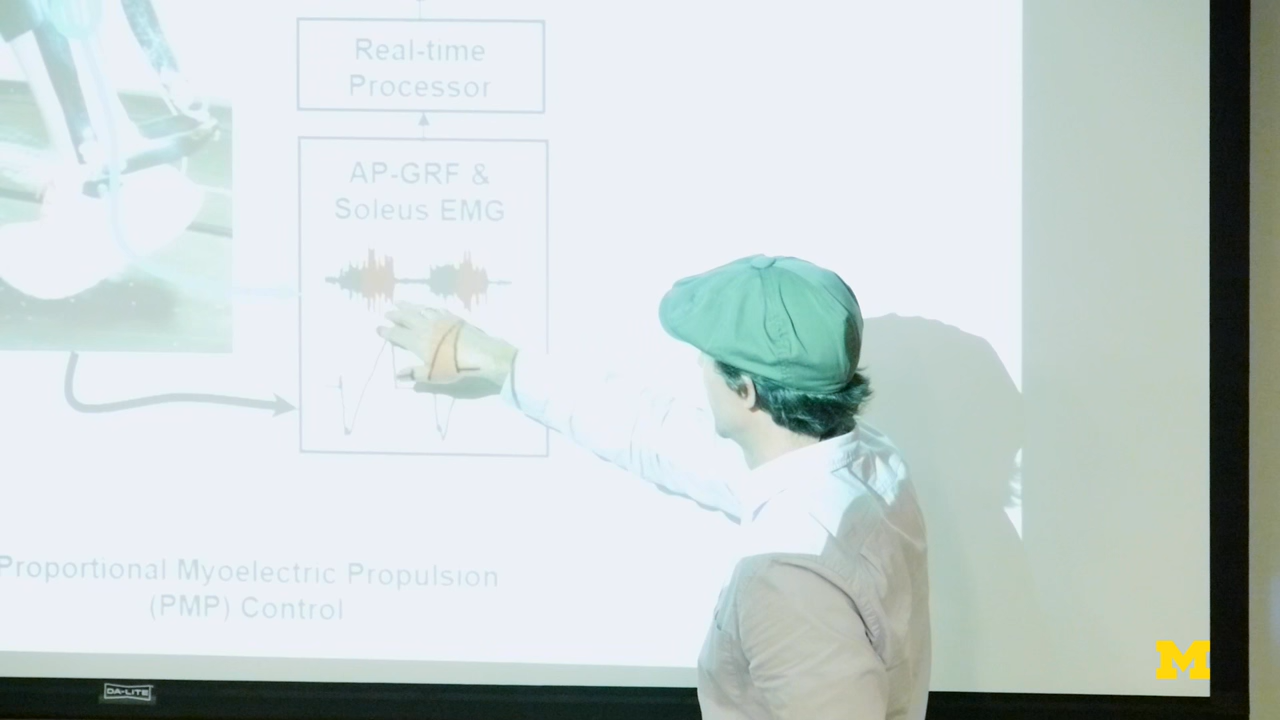 Real-time
Processor
AP-GRF &
Soleus EMG
Proportional Myoelectric Propulsion
(PMP) Control
DA-LITE
M